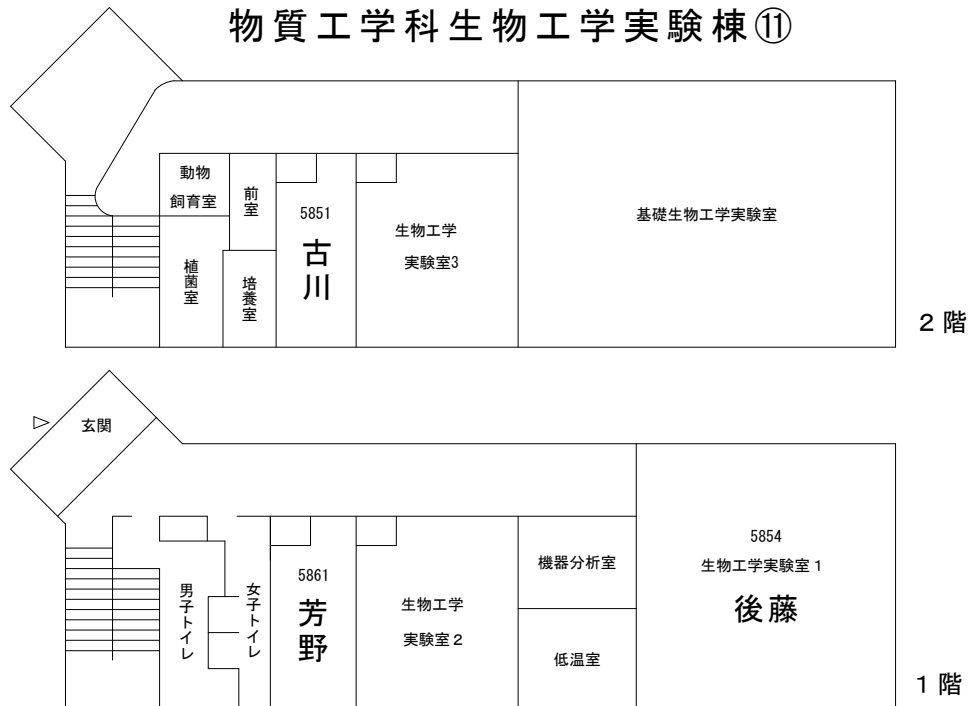 物質工学科生物工学実験棟⑪
動物
飼育室
前室
植菌室
培養室
5851
古川
生物工学
実験室3
基礎生物工学実験室
２階
玄関
男子トイレ
女子トイレ
5861
芳野
生物工学
実験室２
機器分析室
低温室
5854
生物工学実験室１
後藤
１階